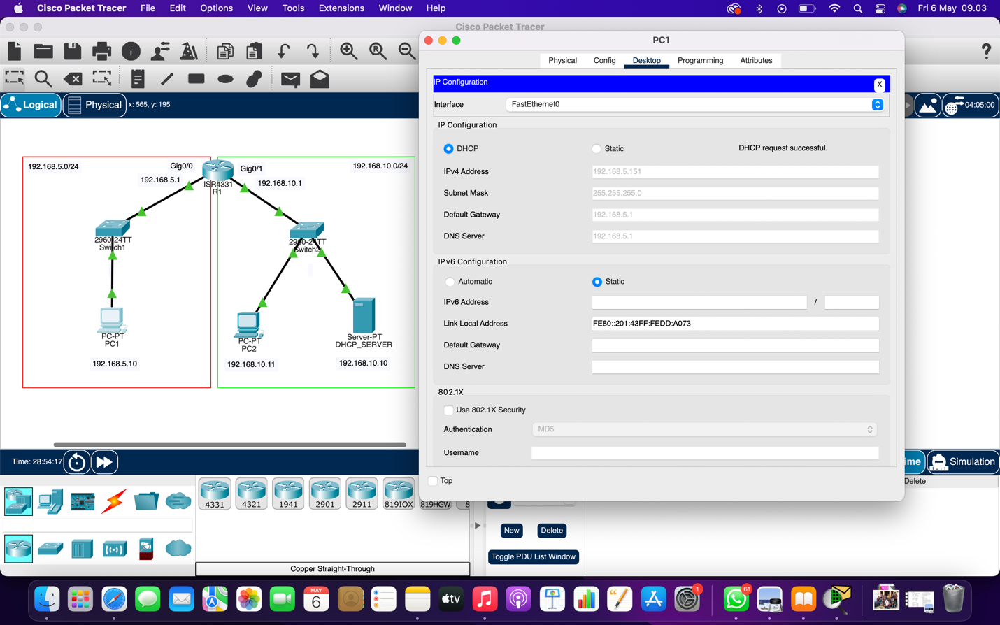 Cisco Packet Tracer File Edit Options View Tools Extensions Window Help Fri 6 May 09.03
Cisco Packet Tracer
PC1
Physical Config Desktop Programming Attributes
IP Configuration X
Interface FastEthernet0
IP Configuration
DHCP Static DHCP request successful.
IPv4 Address 192.168.5.151
Subnet Mask 255.255.255.0
Default Gateway 192.168.5.1
DNS Server 192.168.5.1
IPv6 Configuration
Automatic Static
IPv6 Address /
Link Local Address FE80::201:43FF:FEDD:A073
Default Gateway
DNS Server
802.1X
Use 802.1X Security
Authentication MD5
Username
Top
Logical Physical x: 565, y: 195 04:05:00
192.168.5.0/24 Gig0/0 Gig0/1 192.168.10.0/24
192.168.5.1 192.168.10.1
ISR4331
R1
2960-24TT
Switch1
2960-24TT
Switch2
PC-PT
PC1
PC-PT
PC2
Server-PT
DHCP_SERVER
192.168.5.10 192.168.10.11 192.168.10.10
Time: 28:54:17 ime Simulation
Delete
4331 4321 1941 2901 2911 819IOX 819HGW 8
New Delete
Toggle PDU List Window
Copper Straight-Through
MAY
6
tv
1
61